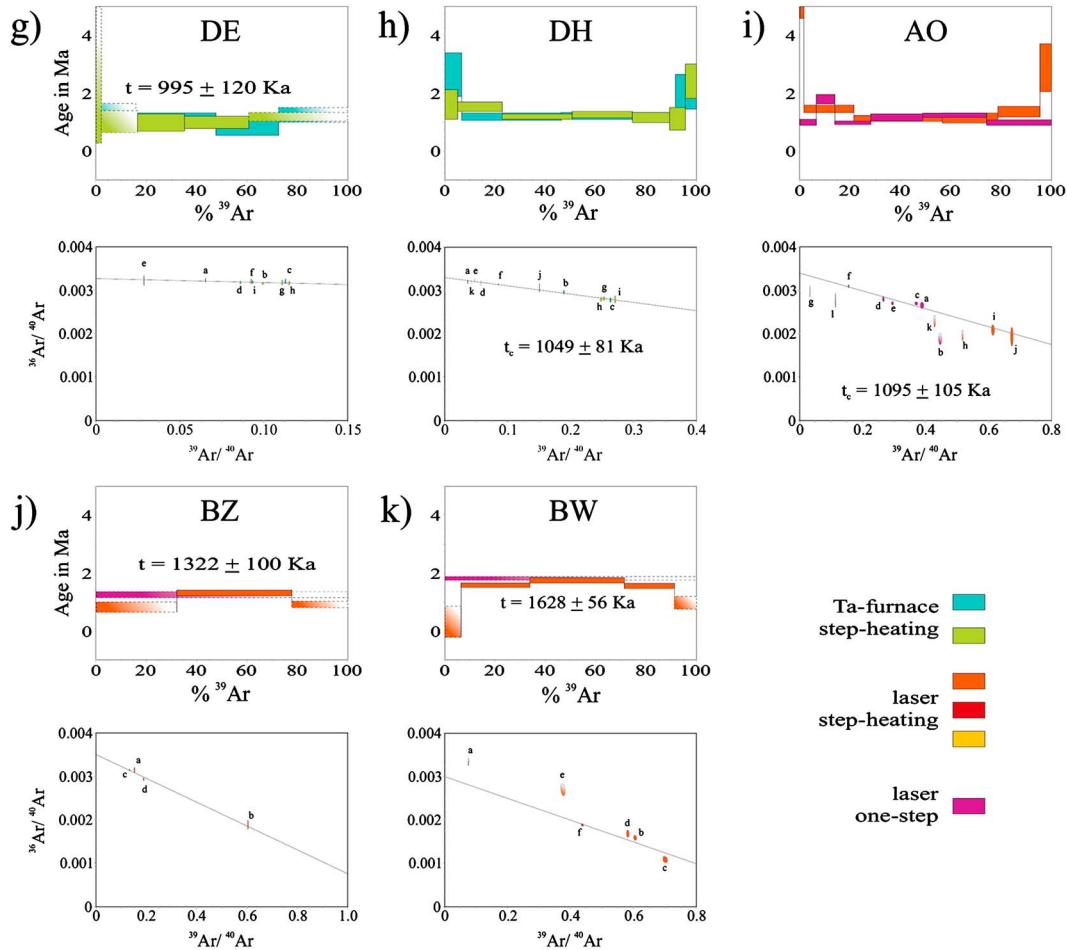 g) DE
t = 995 ± 120 Ka
Age in Ma
4
2
0
0 20 40 60 80 100
% ³⁹Ar
h) DH
4
2
0
0 20 40 60 80 100
% ³⁹Ar
i) AO
4
2
0
0 20 40 60 80 100
% ³⁹Ar
³⁶Ar/ ⁴⁰Ar
0.004
0.003
0.002
0.001
0
e a d f i b g c h
0 0.05 0.10 0.15
³⁹Ar/ ⁴⁰Ar
0.004
0.003
0.002
0.001
0
a e k d f j b g h c i
t꜀ = 1049 ± 81 Ka
0 0.1 0.2 0.3 0.4
³⁹Ar/ ⁴⁰Ar
0.004
0.003
0.002
0.001
0
g l f d e c a k b h i j
t꜀ = 1095 ± 105 Ka
0 0.2 0.4 0.6 0.8
³⁹Ar/ ⁴⁰Ar
j) BZ
t = 1322 ± 100 Ka
Age in Ma
4
2
0
0 20 40 60 80 100
% ³⁹Ar
k) BW
t = 1628 ± 56 Ka
4
2
0
0 20 40 60 80 100
% ³⁹Ar
³⁶Ar/ ⁴⁰Ar
0.004
0.003
0.002
0.001
0
c a d b
0 0.2 0.4 0.6 0.8 1.0
³⁹Ar/ ⁴⁰Ar
0.004
0.003
0.002
0.001
0
a e f d b c
0 0.2 0.4 0.6 0.8
³⁹Ar/ ⁴⁰Ar
Ta-furnace
step-heating
laser
step-heating
laser
one-step